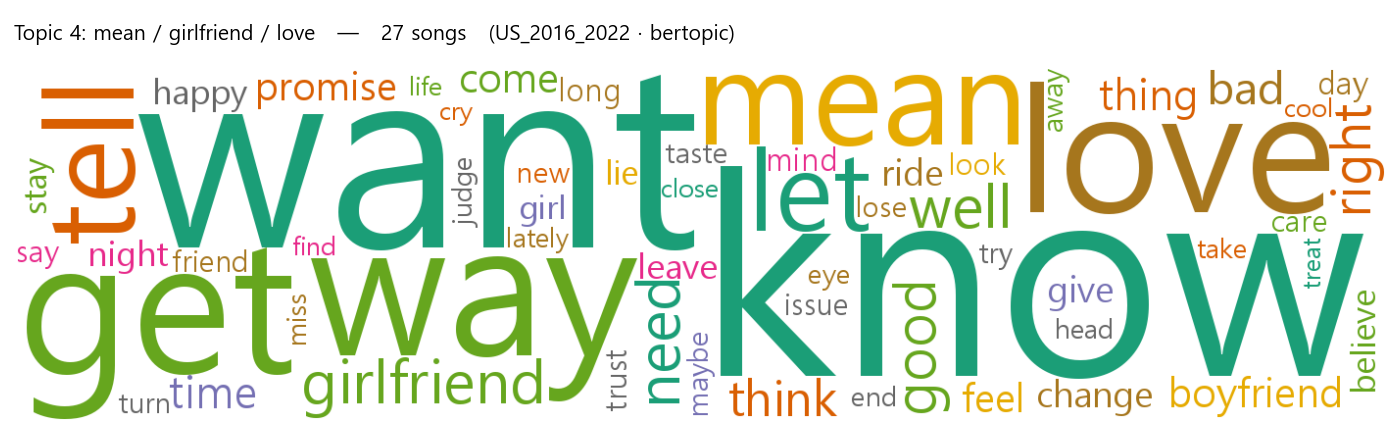 Topic 4: mean / girlfriend / love — 27 songs (US_2016_2022 · bertopic)
happy promise life come long mean away thing bad day
tell want cry love cool right
stay judge new lie taste close mind let ride look
girl lately lose well care
say night friend find know try take treat
get way leave eye give
miss need issue head believe
girlfriend trust maybe good
turn time think end feel change boyfriend